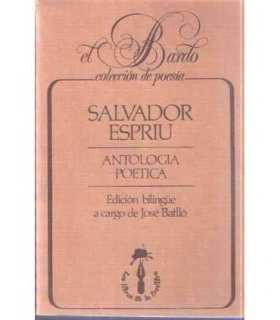 el Bardo
colección de poesía
SALVADOR
ESPRIU
ANTOLOGIA
POETICA
Edición bilingüe
a cargo de José Batlló